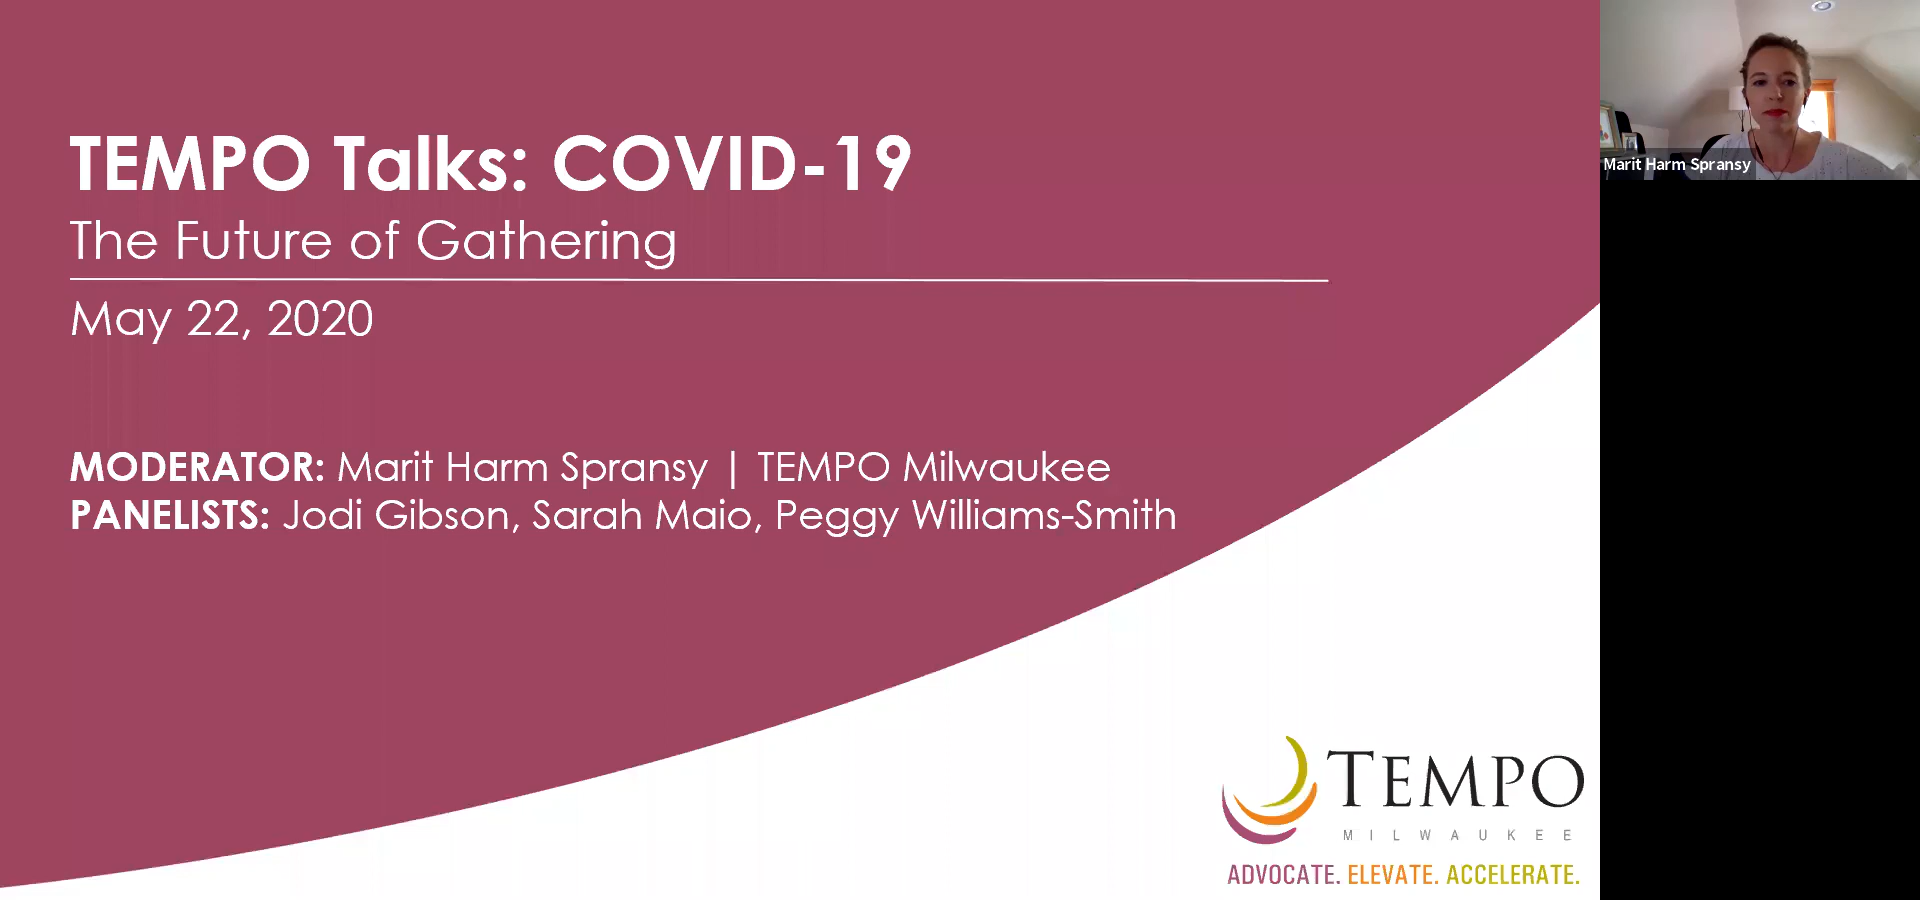 TEMPO Talks: COVID-19
The Future of Gathering
May 22, 2020
MODERATOR: Marit Harm Spransy | TEMPO Milwaukee
PANELISTS: Jodi Gibson, Sarah Maio, Peggy Williams-Smith
TEMPO
MILWAUKEE
ADVOCATE. ELEVATE. ACCELERATE.
Marit Harm Spransy